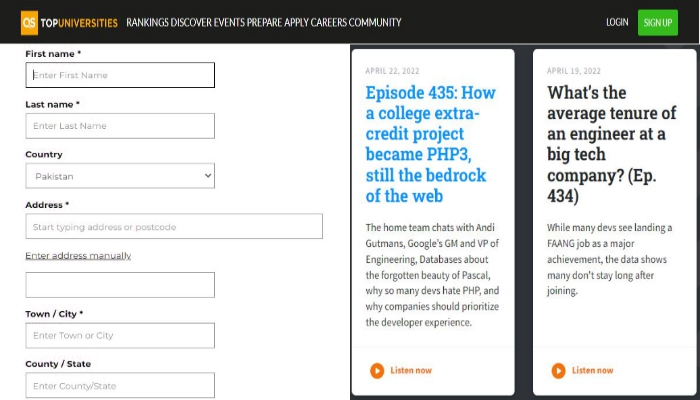 QS TOPUNIVERSITIES RANKINGS DISCOVER EVENTS PREPARE APPLY CAREERS COMMUNITY LOGIN SIGN UP
First name *
Enter First Name
Last name *
Enter Last Name
Country
Pakistan
Address *
Start typing address or postcode
Enter address manually
Town / City *
Enter Town or City
County / State
Enter County/State
APRIL 22, 2022
Episode 435: How
a college extra-
credit project
became PHP3,
still the bedrock
of the web
The home team chats with Andi
Gutmans, Google's GM and VP of
Engineering, Databases about
the forgotten beauty of Pascal,
why so many devs hate PHP, and
why companies should prioritize
the developer experience.
Listen now
APRIL 19, 2022
What's the
average tenure of
an engineer at a
big tech
company? (Ep.
434)
While many devs see landing a
FAANG job as a major
achievement, the data shows
many don't stay long after
joining.
Listen now